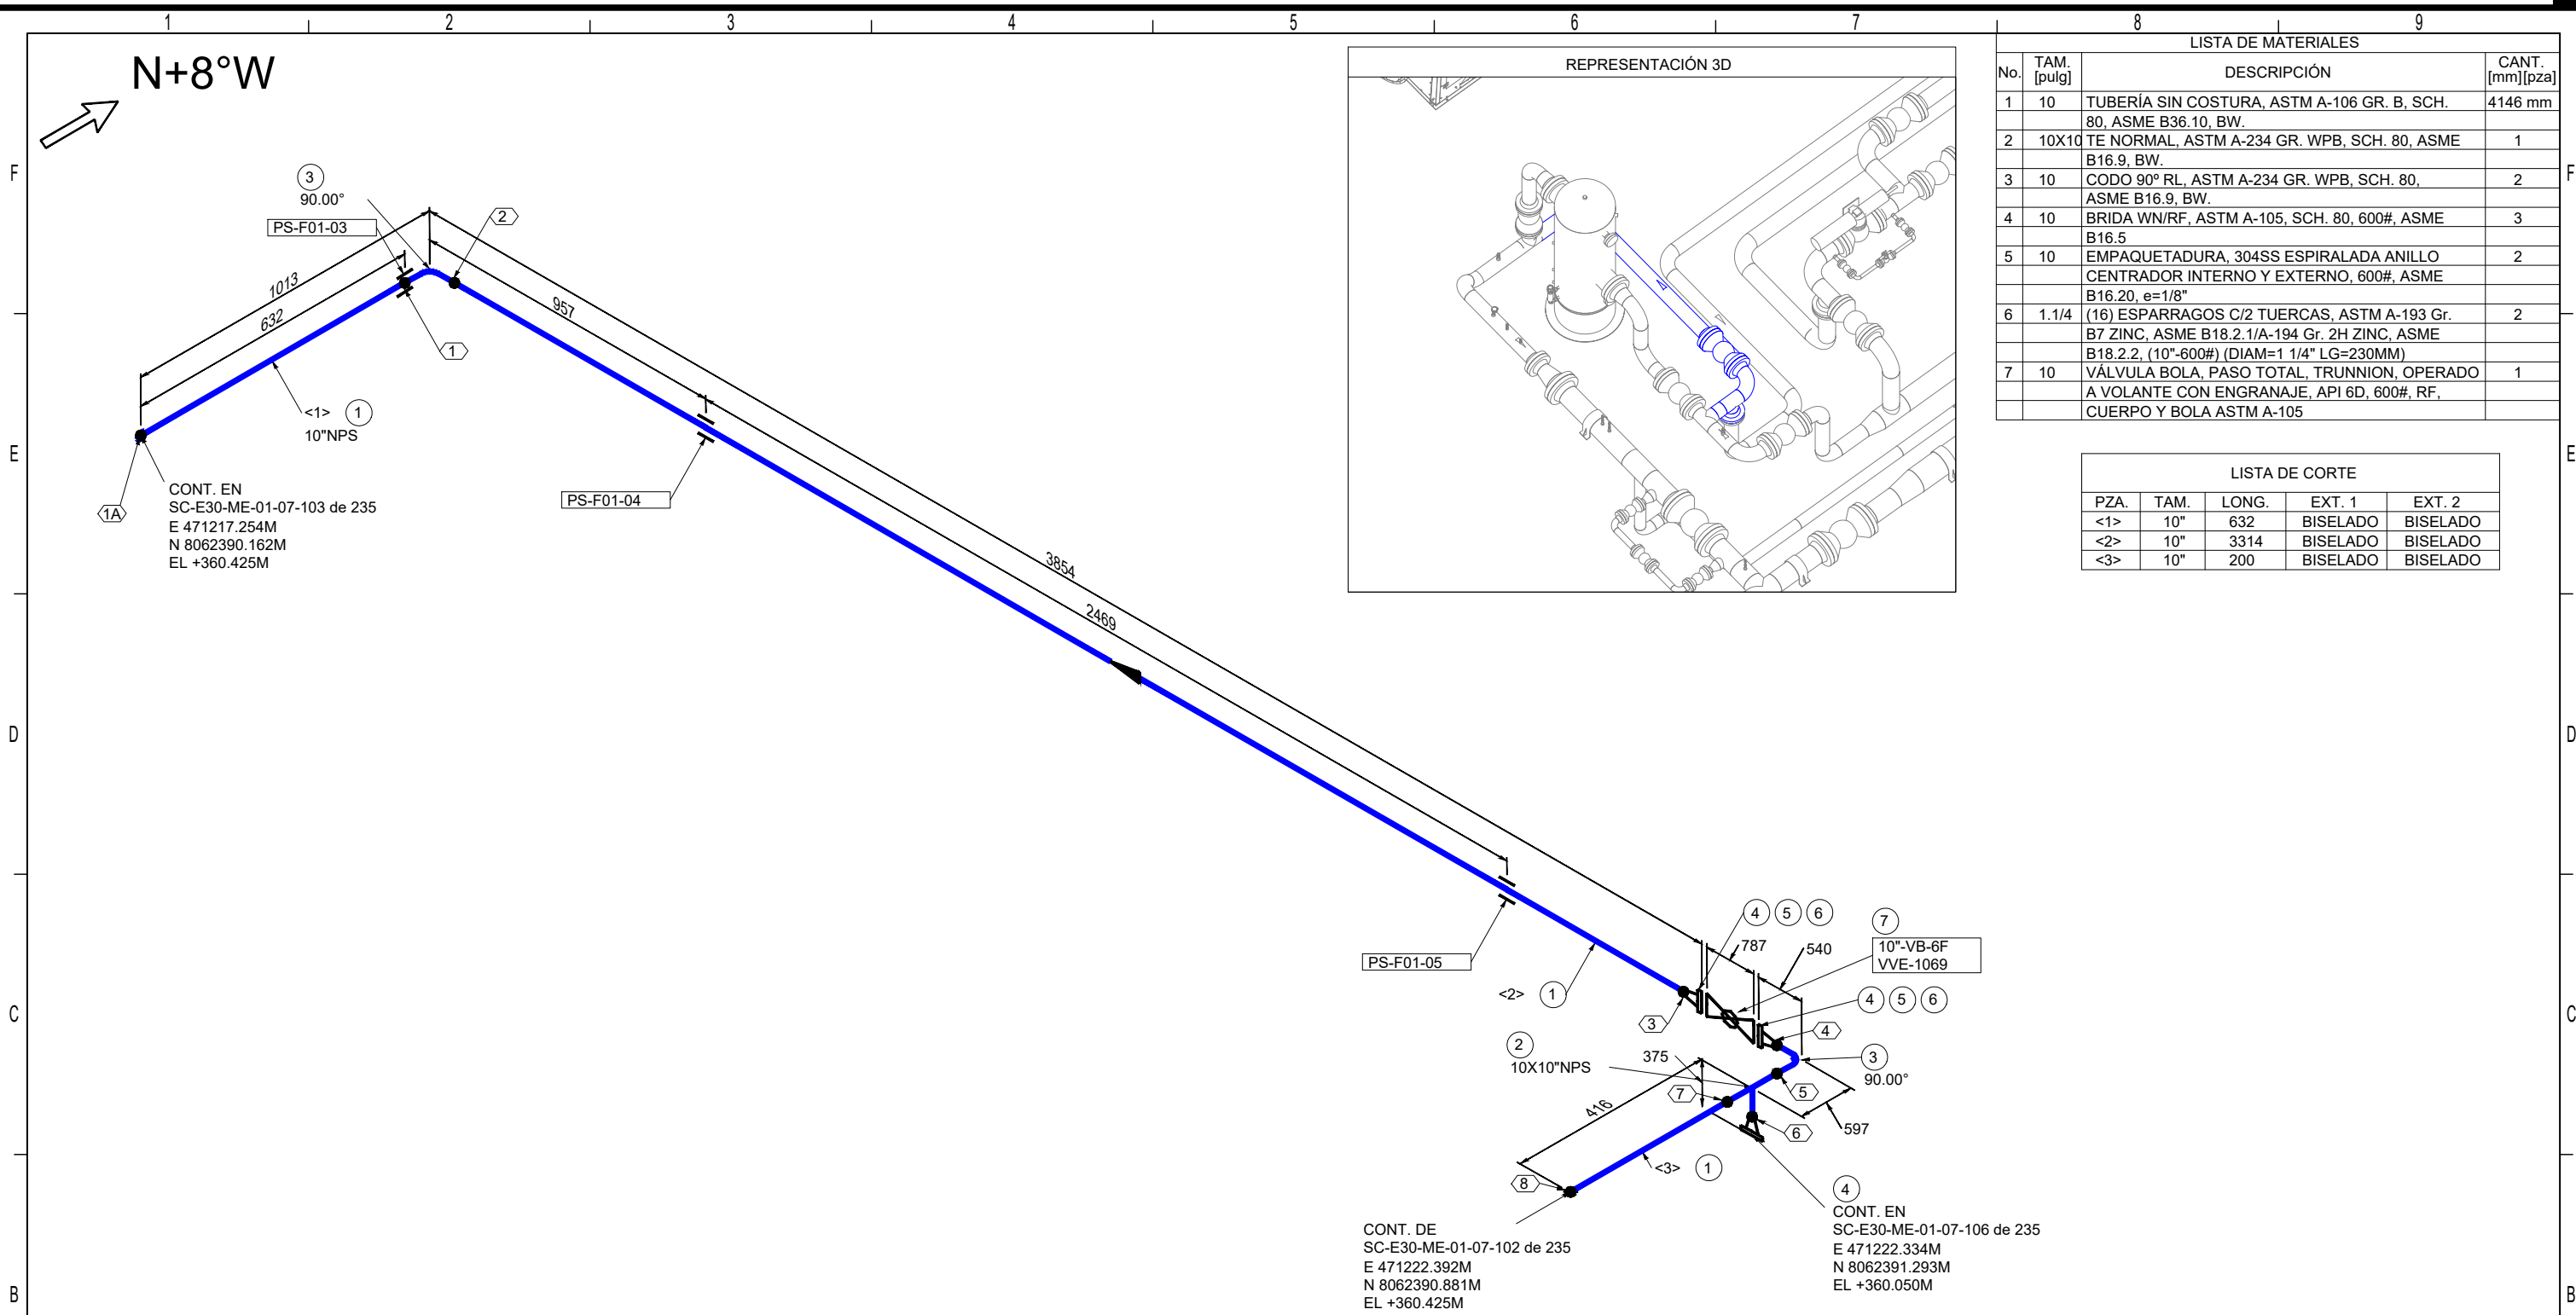 1 2 3 4 5 6 7 8 9
F
E
D
C
B
F
E
D
C
B
N+8°W
3
90.00°
PS-F01-03
2
1013
632
957
1
<1> 1
10"NPS
1A
CONT. EN
SC-E30-ME-01-07-103 de 235
E 471217.254M
N 8062390.162M
EL +360.425M
PS-F01-04
3854
2469
PS-F01-05
<2> 1
4 5 6
787
540
7
10"-VB-6F
VVE-1069
4 5 6
3
4
2
10X10"NPS
375
3
90.00°
7
5
416
6
597
<3> 1
8
4
CONT. EN
SC-E30-ME-01-07-106 de 235
E 471222.334M
N 8062391.293M
EL +360.050M
CONT. DE
SC-E30-ME-01-07-102 de 235
E 471222.392M
N 8062390.881M
EL +360.425M
REPRESENTACIÓN 3D
LISTA DE MATERIALES
No. TAM. [pulg] DESCRIPCIÓN CANT. [mm][pza]
1 10 TUBERÍA SIN COSTURA, ASTM A-106 GR. B, SCH. 4146 mm
80, ASME B36.10, BW.
2 10X10 TE NORMAL, ASTM A-234 GR. WPB, SCH. 80, ASME 1
B16.9, BW.
3 10 CODO 90º RL, ASTM A-234 GR. WPB, SCH. 80, 2
ASME B16.9, BW.
4 10 BRIDA WN/RF, ASTM A-105, SCH. 80, 600#, ASME 3
B16.5
5 10 EMPAQUETADURA, 304SS ESPIRALADA ANILLO 2
CENTRADOR INTERNO Y EXTERNO, 600#, ASME
B16.20, e=1/8"
6 1.1/4 (16) ESPARRAGOS C/2 TUERCAS, ASTM A-193 Gr. 2
B7 ZINC, ASME B18.2.1/A-194 Gr. 2H ZINC, ASME
B18.2.2, (10"-600#) (DIAM=1 1/4" LG=230MM)
7 10 VÁLVULA BOLA, PASO TOTAL, TRUNNION, OPERADO 1
A VOLANTE CON ENGRANAJE, API 6D, 600#, RF,
CUERPO Y BOLA ASTM A-105
LISTA DE CORTE
PZA. TAM. LONG. EXT. 1 EXT. 2
<1> 10" 632 BISELADO BISELADO
<2> 10" 3314 BISELADO BISELADO
<3> 10" 200 BISELADO BISELADO